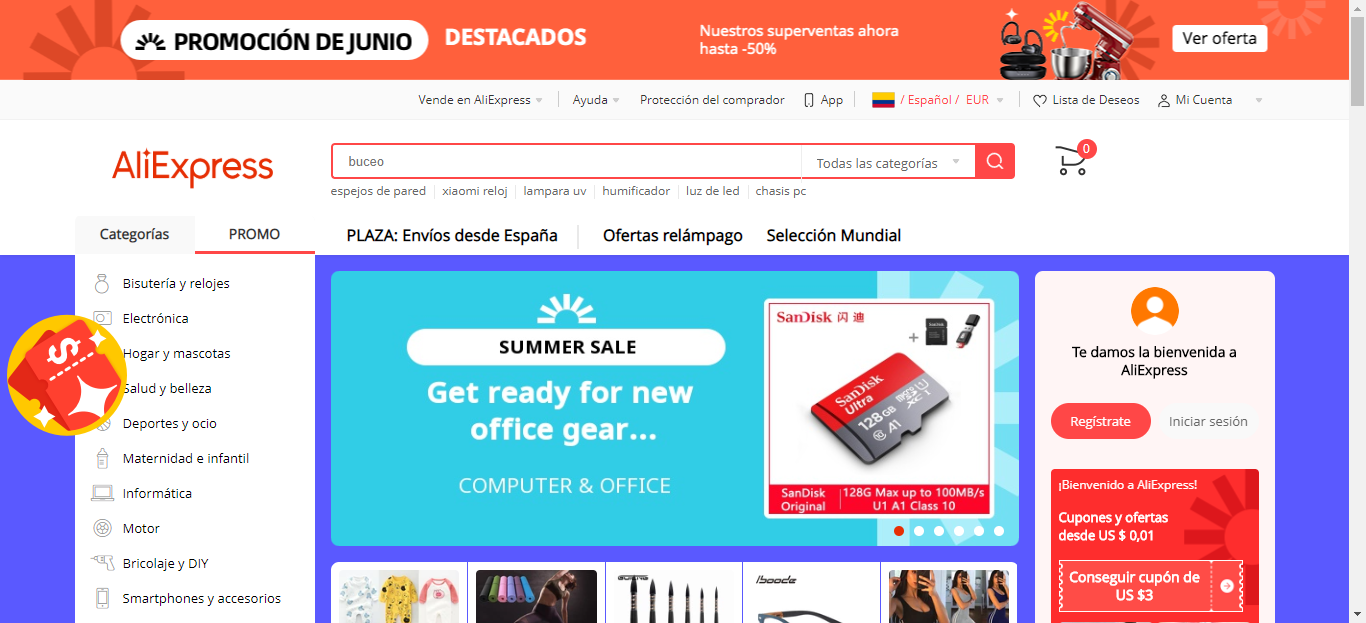 PROMOCIÓN DE JUNIO
DESTACADOS
Nuestros superventas ahora
hasta -50%
Ver oferta
Vende en AliExpress
Ayuda
Protección del comprador
App
/ Español / EUR
Lista de Deseos
Mi Cuenta
AliExpress
buceo
Todas las categorías
0
espejos de pared
xiaomi reloj
lampara uv
humificador
luz de led
chasis pc
Categorías
PROMO
PLAZA: Envíos desde España
Ofertas relámpago
Selección Mundial
Bisutería y relojes
Electrónica
Hogar y mascotas
Salud y belleza
Deportes y ocio
Maternidad e infantil
Informática
Motor
Bricolaje y DIY
Smartphones y accesorios
$
SUMMER SALE
Get ready for new
office gear...
COMPUTER & OFFICE
SanDisk 闪迪
+
SanDisk
Ultra
128GB
microSD
XC I
U1
A1
SanDisk
Original
128G Max up to 100MB/s
U1 A1 Class 10
Te damos la bienvenida a
AliExpress
Regístrate
Iniciar sesión
¡Bienvenido a AliExpress!
Cupones y ofertas
desde US $ 0,01
Conseguir cupón de
US $3
iboode